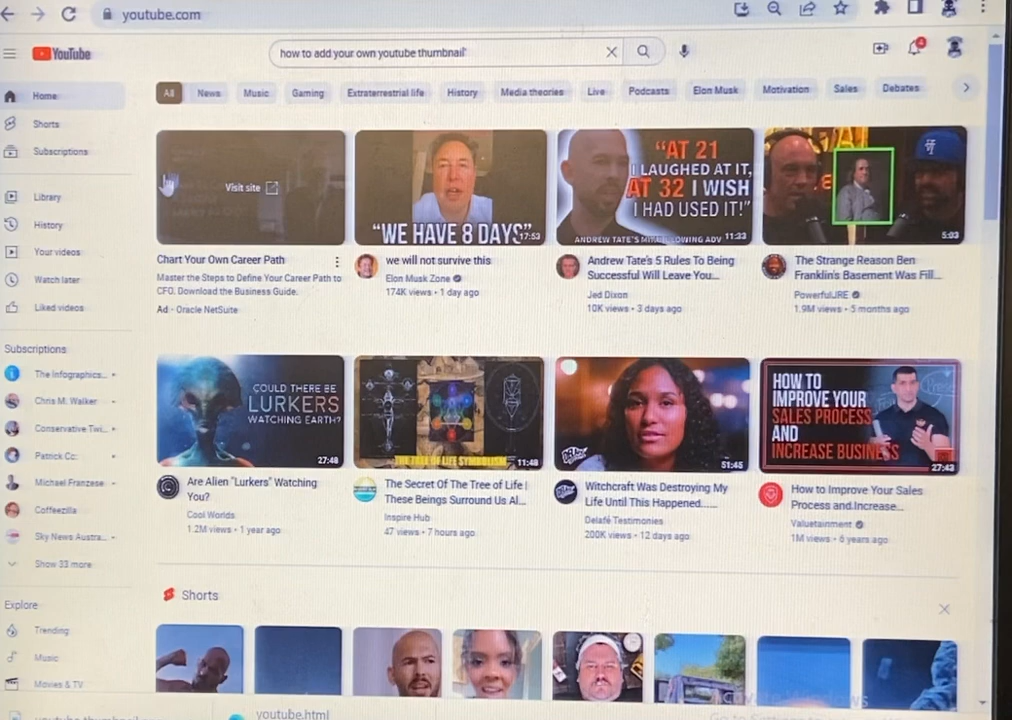 youtube.com
YouTube
how to add your own youtube thumbnail'
4
All News Music Gaming Extraterrestrial life History Media theories Live Podcasts Elon Musk Motivation Sales Debates
Home
Shorts
Subscriptions
Library
History
Your videos
Watch later
Liked videos
Subscriptions
The Infographics...
Chris M. Walker
Conservative Twi...
Patrick Cc:
Michael Franzese
Coffeezilla
Sky News Austra...
Show 33 more
Explore
Trending
Music
Movies & TV
Visit site
Chart Your Own Career Path
Master the Steps to Define Your Career Path to
CFO. Download the Business Guide.
Ad · Oracle NetSuite
"WE HAVE 8 DAYS"
17:53
we will not survive this
Elon Musk Zone
174K views • 1 day ago
"AT 21
I LAUGHED AT IT,
AT 32 I WISH
I HAD USED IT!"
11:33
Andrew Tate's 5 Rules To Being
Successful Will Leave You...
Jed Dixon
10K views • 3 days ago
5:03
The Strange Reason Ben
Franklin's Basement Was Fill...
PowerfulJRE
1.9M views • 5 months ago
COULD THERE BE
LURKERS
WATCHING EARTH?
27:48
Are Alien "Lurkers" Watching
You?
Cool Worlds
1.2M views • 1 year ago
THE TREE OF LIFE SYMBOLISM
11:48
The Secret Of The Tree of Life |
These Beings Surround Us Al...
Inspire Hub
47 views • 7 hours ago
51:45
Witchcraft Was Destroying My
Life Until This Happened......
Delafé Testimonies
200K views • 12 days ago
HOW TO
IMPROVE YOUR
SALES PROCESS
AND
INCREASE BUSINESS
27:43
How to Improve Your Sales
Process and Increase...
Valuetainment
1M views • 6 years ago
Shorts
youtube.html